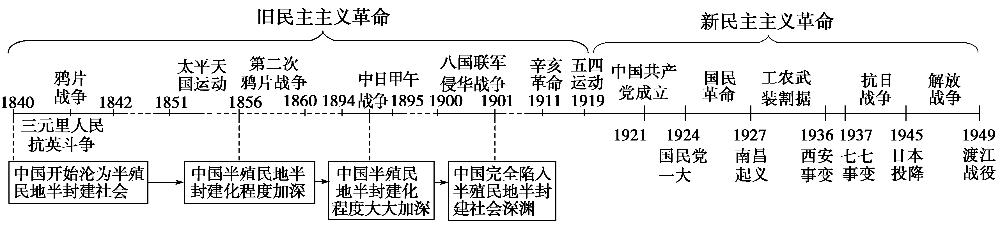 旧民主主义革命
新民主主义革命
鸦片
战争
太平天
国运动
第二次
鸦片战争
中日甲午
战争
八国联军
侵华战争
辛亥
革命
五四
运动
中国共产
党成立
国民
革命
工农武
装割据
抗日
战争
解放
战争
1840
1842
1851
1856
1860
1894
1895
1900
1901
1911
1919
三元里人民
抗英斗争
1921
1924
1927
1936
1937
1945
1949
国民党
一大
南昌
起义
西安
事变
七七
事变
日本
投降
渡江
战役
中国开始沦为半殖
民地半封建社会
中国半殖民地半
封建化程度加深
中国半殖民
地半封建化
程度大大加深
中国完全陷入
半殖民地半封
建社会深渊